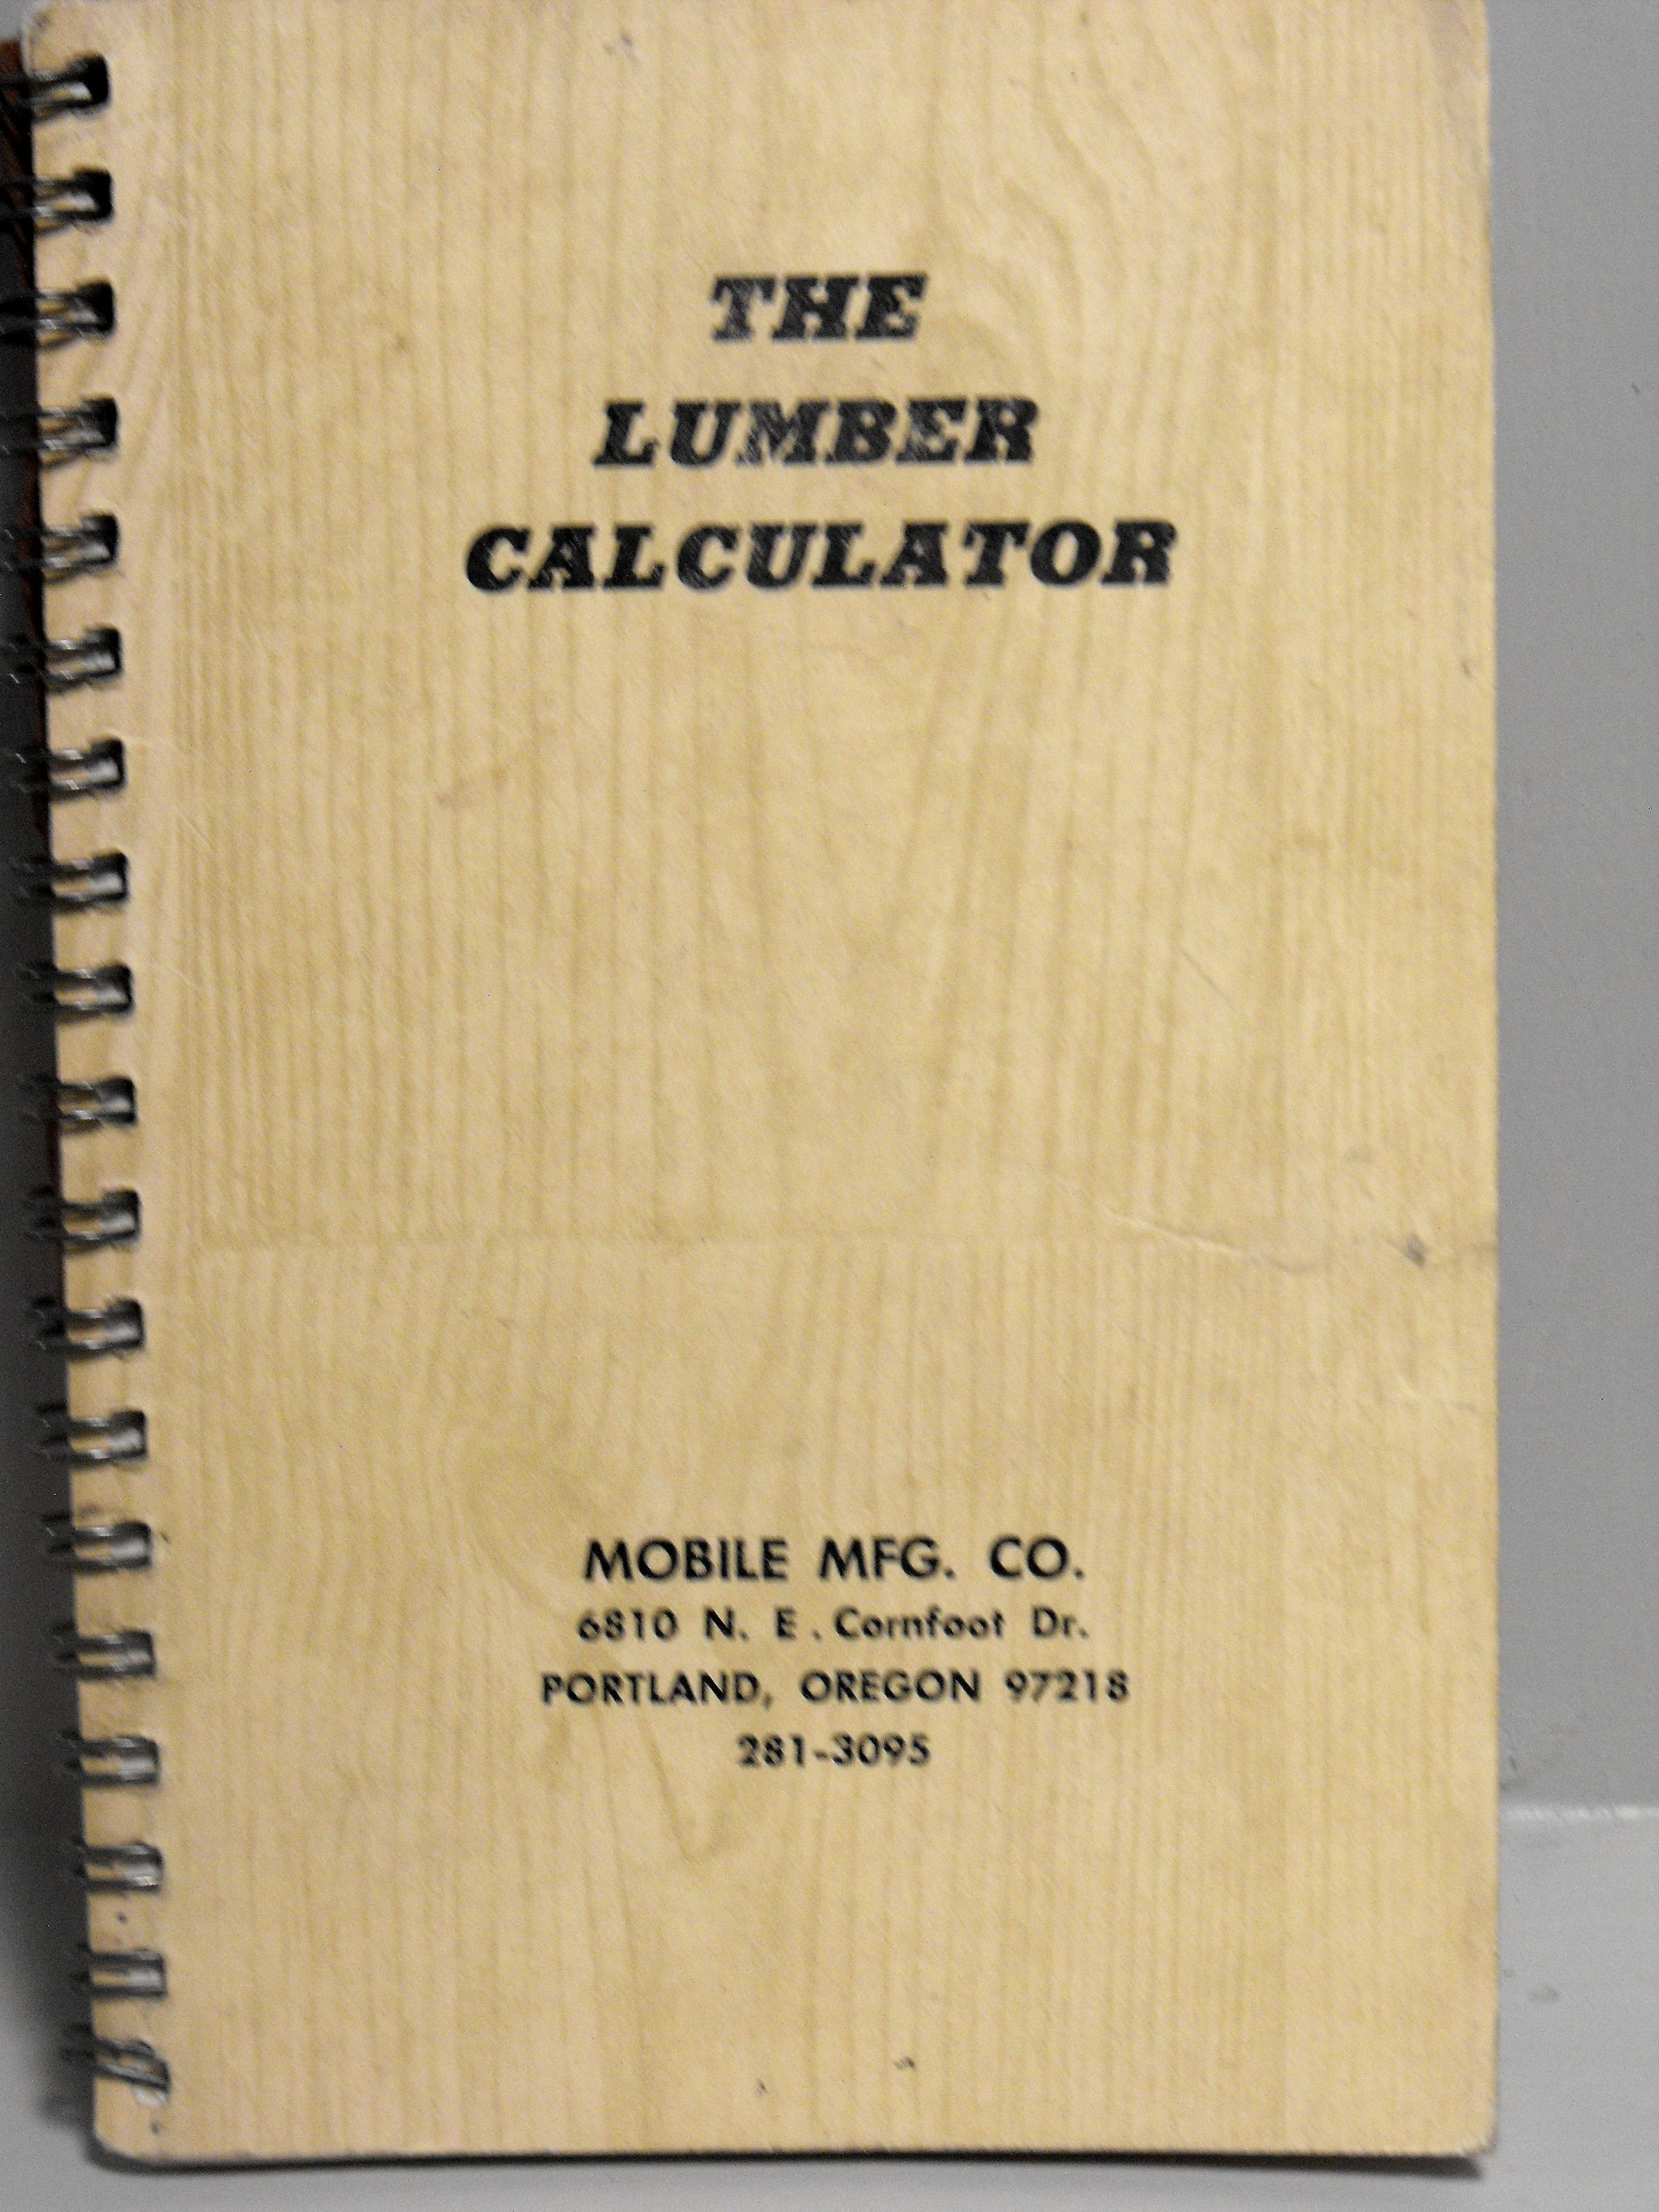 THE
LUMBER
CALCULATOR
MOBILE MFG. CO.
6810 N. E. Cornfoot Dr.
PORTLAND, OREGON 97218
281-3095